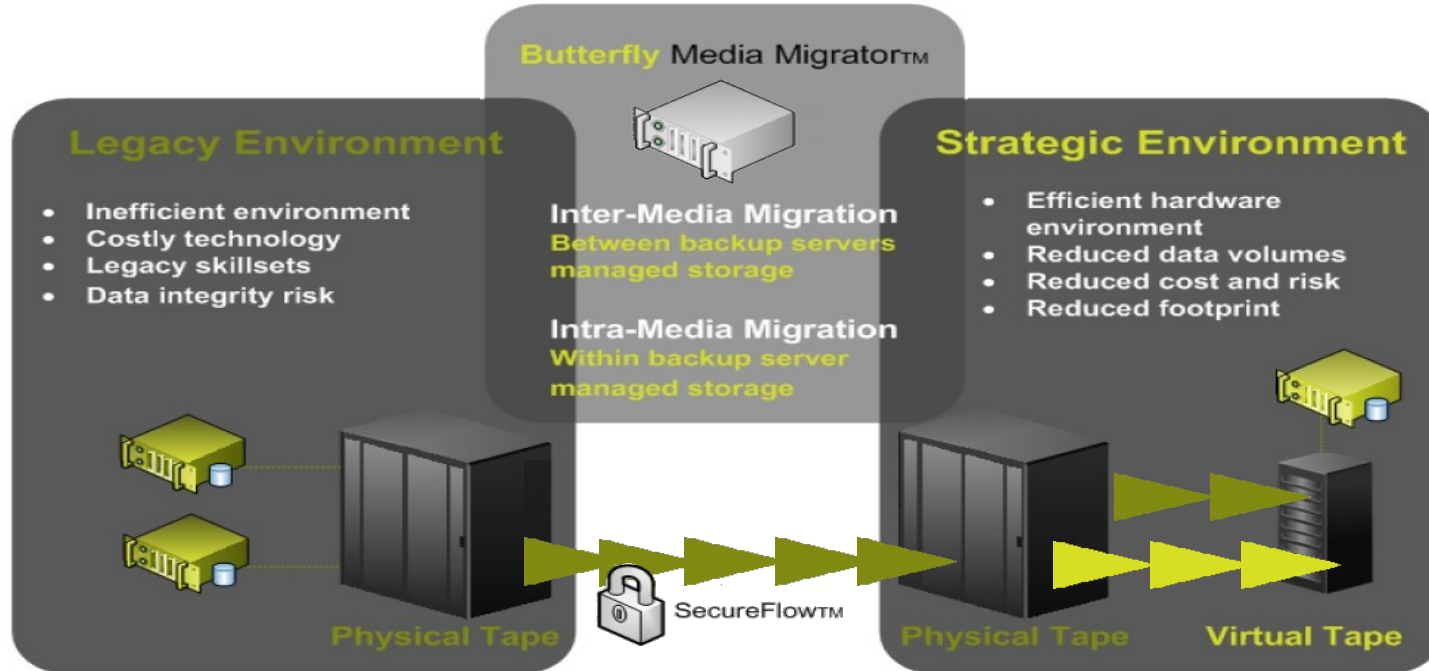 Butterfly Media Migrator™
Legacy Environment
• Inefficient environment
• Costly technology
• Legacy skillsets
• Data integrity risk
Inter-Media Migration
Between backup servers
managed storage
Intra-Media Migration
Within backup server
managed storage
Strategic Environment
• Efficient hardware
environment
• Reduced data volumes
• Reduced cost and risk
• Reduced footprint
SecureFlow™
Physical Tape
Physical Tape
Virtual Tape